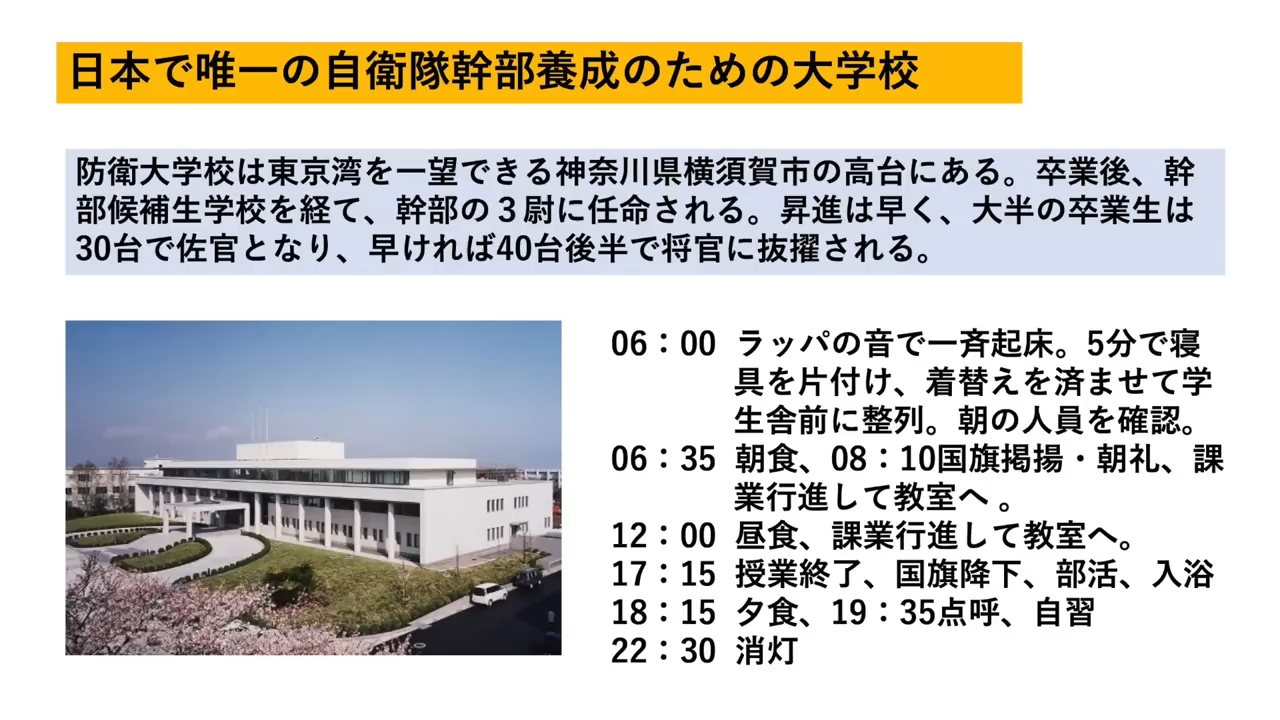 日本で唯一の自衛隊幹部養成のための大学校
防衛大学校は東京湾を一望できる神奈川県横須賀市の高台にある。卒業後、幹
部候補生学校を経て、幹部の３尉に任命される。昇進は早く、大半の卒業生は
30台で佐官となり、早ければ40台後半で将官に抜擢される。
06：00 ラッパの音で一斉起床。5分で寝
具を片付け、着替えを済ませて学
生舎前に整列。朝の人員を確認。
06：35 朝食、08：10国旗掲揚・朝礼、課
業行進して教室へ 。
12：00 昼食、課業行進して教室へ。
17：15 授業終了、国旗降下、部活、入浴
18：15 夕食、19：35点呼、自習
22：30 消灯